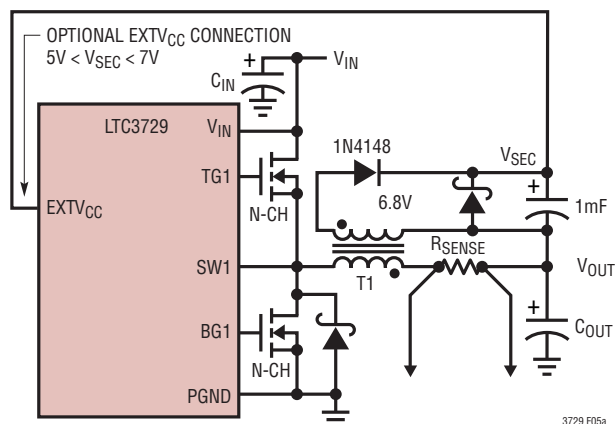 OPTIONAL EXTVCC CONNECTION
5V < VSEC < 7V
+
CIN
VIN
LTC3729
VIN
1N4148
VSEC
TG1
+
6.8V
1mF
EXTVCC
N-CH
RSENSE
SW1
VOUT
T1
+
COUT
BG1
N-CH
PGND
3729 F05a